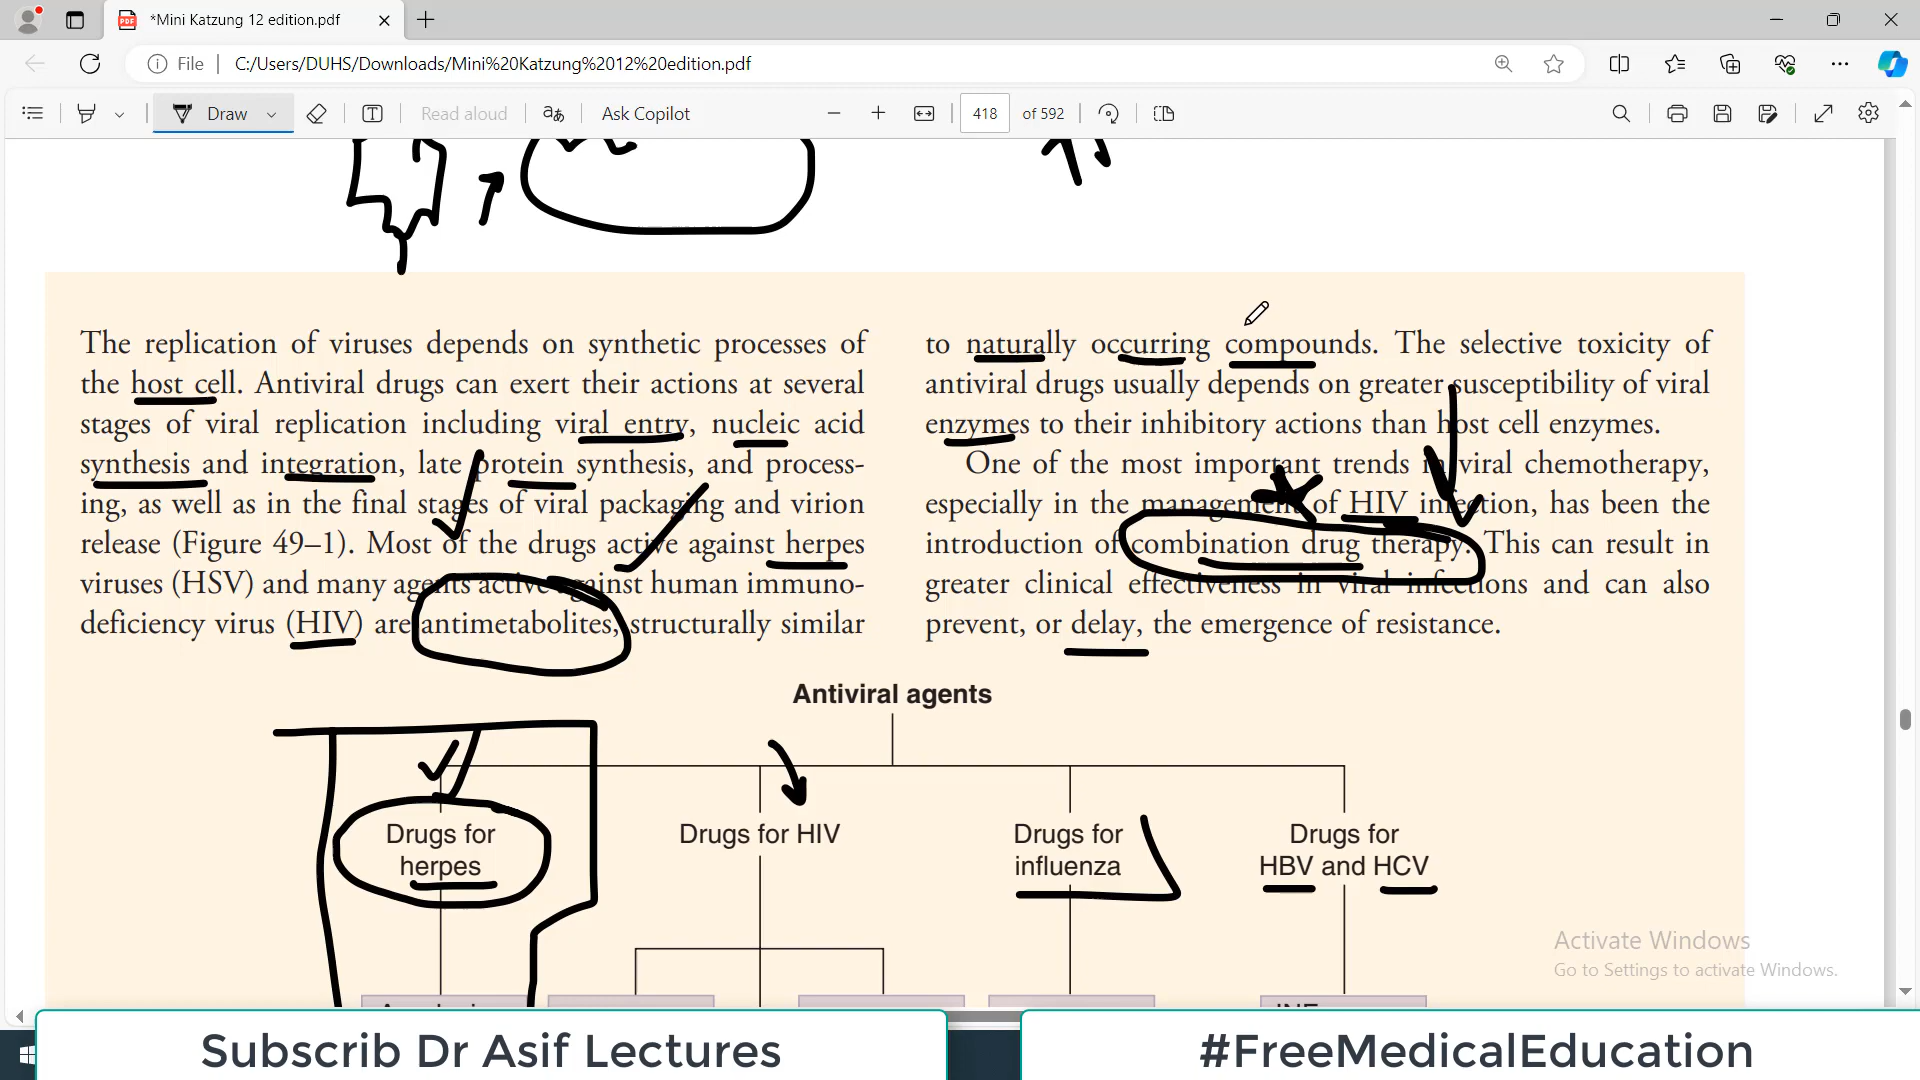 *Mini Katzung 12 edition.pdf
File
C:/Users/DUHS/Downloads/Mini%20Katzung%2012%20edition.pdf
Draw
Read aloud
Ask Copilot
418 of 592
The replication of viruses depends on synthetic processes of
the host cell. Antiviral drugs can exert their actions at several
stages of viral replication including viral entry, nucleic acid
synthesis and integration, late protein synthesis, and process-
ing, as well as in the final stages of viral packaging and virion
release (Figure 49–1). Most of the drugs active against herpes
viruses (HSV) and many agents active against human immuno-
deficiency virus (HIV) are antimetabolites, structurally similar
to naturally occurring compounds. The selective toxicity of
antiviral drugs usually depends on greater susceptibility of viral
enzymes to their inhibitory actions than host cell enzymes.
One of the most important trends in viral chemotherapy,
especially in the management of HIV infection, has been the
introduction of combination drug therapy. This can result in
greater clinical effectiveness in viral infections and can also
prevent, or delay, the emergence of resistance.
Antiviral agents
Drugs for
herpes
Drugs for HIV
Drugs for
influenza
Drugs for
HBV and HCV
Activate Windows
Go to Settings to activate Windows.
Subscrib Dr Asif Lectures
#FreeMedicalEducation